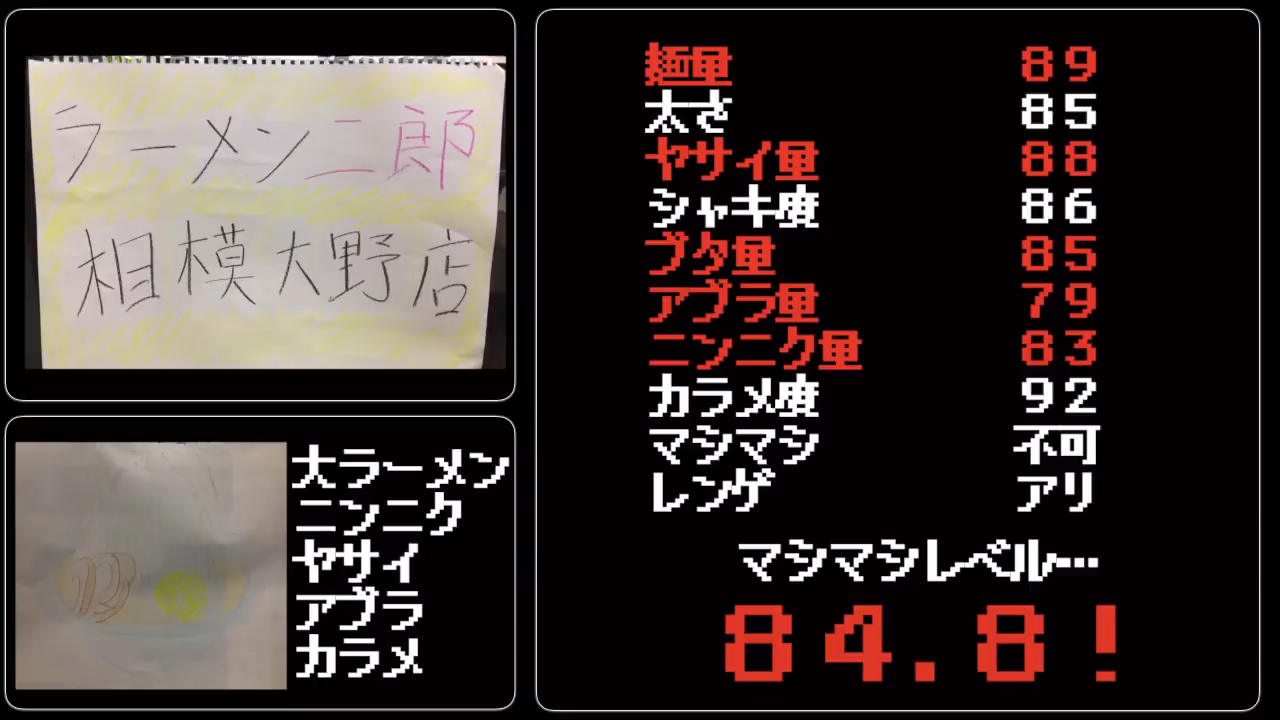 ラーメン二郎
相模大野店
大ラーメン
ニンニク
ヤサイ
アブラ
カラメ
麺量 89
太さ 85
ヤサイ量 88
シャキ度 86
ブタ量 85
アブラ量 79
ニンニク量 83
カラメ度 92
マシマシ 不可
レンゲ アリ
マシマシレベル…
84.8!